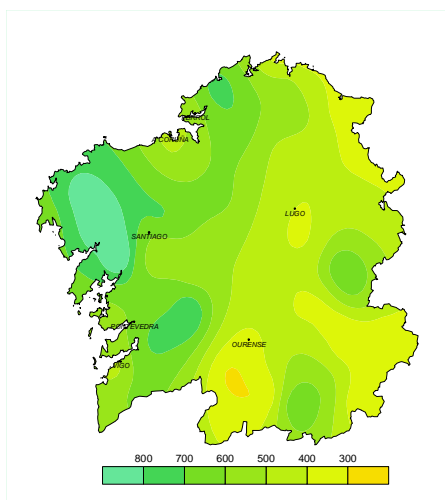 FERROL
A CORUÑA
LUGO
SANTIAGO
PONTEVEDRA
OURENSE
VIGO
800 700 600 500 400 300